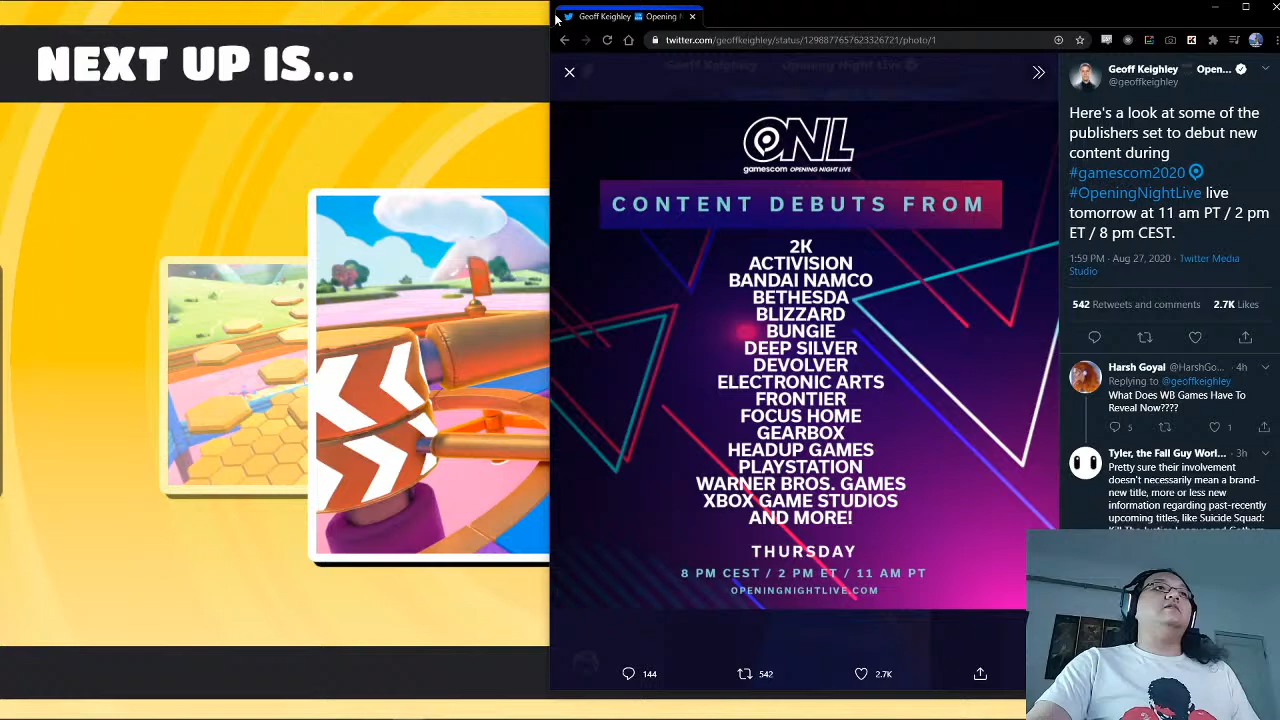 NEXT UP IS...
Geoff Keighley
Opening
twitter.com/geoffkeighley/status/1298877657623326721/photo/1
ONL
gamescom OPENING NIGHT LIVE
CONTENT DEBUTS FROM
2K
ACTIVISION
BANDAI NAMCO
BETHESDA
BLIZZARD
BUNGIE
DEEP SILVER
DEVOLVER
ELECTRONIC ARTS
FRONTIER
FOCUS HOME
GEARBOX
HEADUP GAMES
PLAYSTATION
WARNER BROS. GAMES
XBOX GAME STUDIOS
AND MORE!
THURSDAY
8 PM CEST / 2 PM ET / 11 AM PT
OPENINGNIGHTLIVE.COM
144
542
2.7K
Geoff Keighley Open...
@geoffkeighley
Here's a look at some of the
publishers set to debut new
content during
#gamescom2020
#OpeningNightLive live
tomorrow at 11 am PT / 2 pm
ET / 8 pm CEST.
1:59 PM · Aug 27, 2020 · Twitter Media
Studio
542 Retweets and comments 2.7K Likes
Harsh Goyal @HarshGo... · 4h
Replying to @geoffkeighley
What Does WB Games Have To
Reveal Now????
5
1
Tyler, the Fall Guy Worl... · 3h
Pretty sure their involvement
doesn't necessarily mean a brand-
new title, more or less new
information regarding past-recently
upcoming titles, like Suicide Squad: